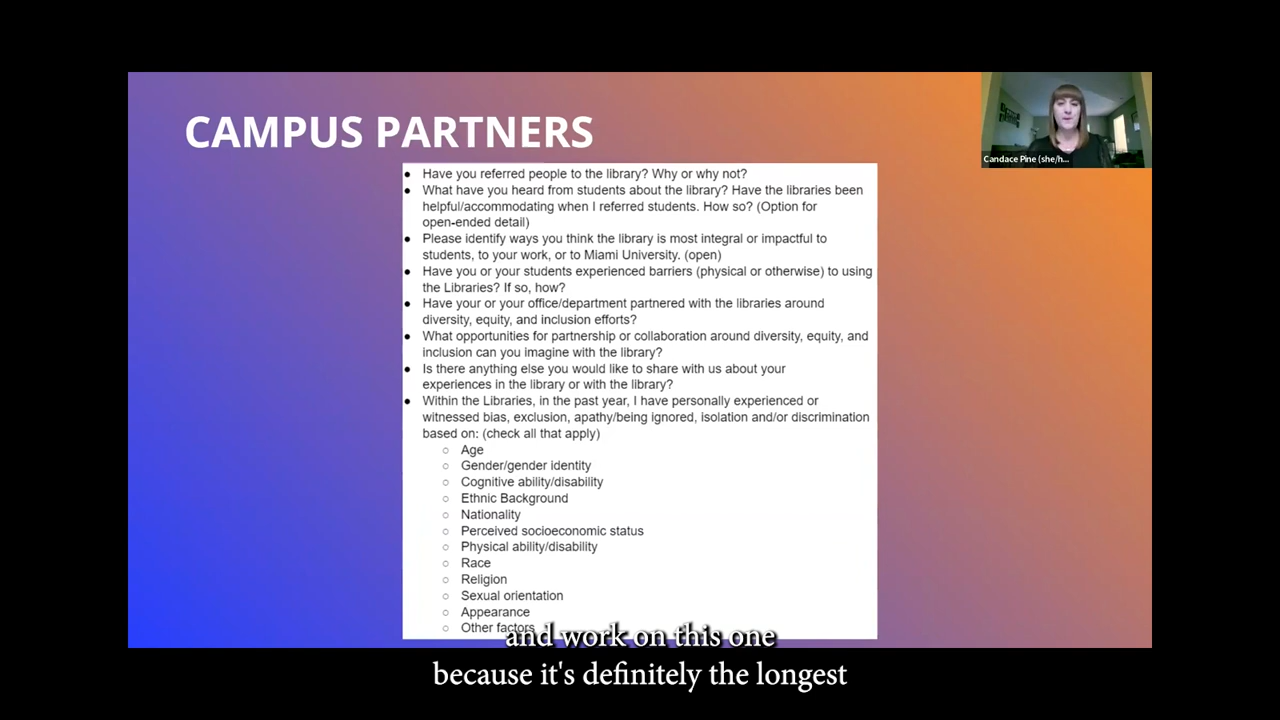 CAMPUS PARTNERS
Candace Pine (she/h...
● Have you referred people to the library? Why or why not?
● What have you heard from students about the library? Have the libraries been
helpful/accommodating when I referred students. How so? (Option for
open-ended detail)
● Please identify ways you think the library is most integral or impactful to
students, to your work, or to Miami University. (open)
● Have you or your students experienced barriers (physical or otherwise) to using
the Libraries? If so, how?
● Have your or your office/department partnered with the libraries around
diversity, equity, and inclusion efforts?
● What opportunities for partnership or collaboration around diversity, equity, and
inclusion can you imagine with the library?
● Is there anything else you would like to share with us about your
experiences in the library or with the library?
● Within the Libraries, in the past year, I have personally experienced or
witnessed bias, exclusion, apathy/being ignored, isolation and/or discrimination
based on: (check all that apply)
○ Age
○ Gender/gender identity
○ Cognitive ability/disability
○ Ethnic Background
○ Nationality
○ Perceived socioeconomic status
○ Physical ability/disability
○ Race
○ Religion
○ Sexual orientation
○ Appearance
○ Other factors
and work on this one
because it's definitely the longest